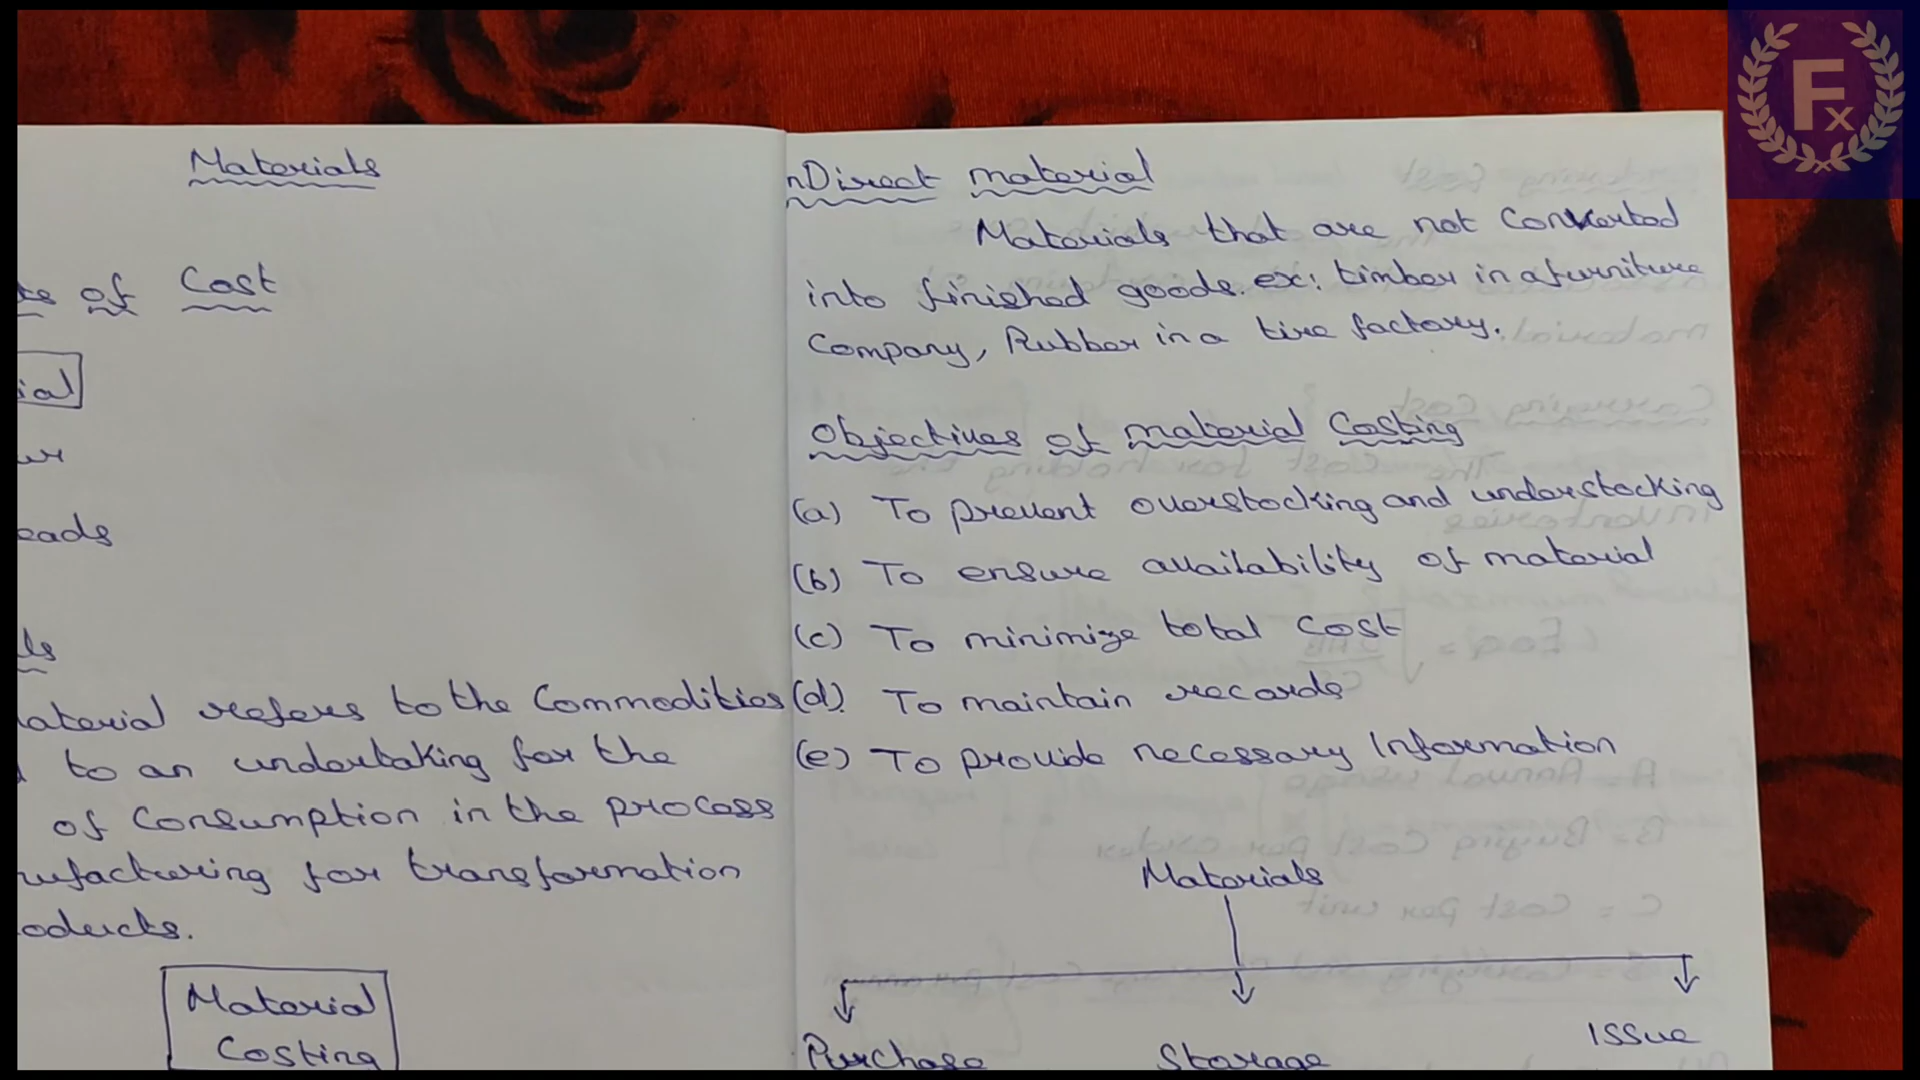 Materials
of Cost
ial
ur
eads
ls
aterial refers to the Commodities
to an undertaking for the
of Consumption in the process
ufacturing for transformation
oducts.
Material
Costing
nDirect material
Materials that are not Converted
into finished goods. ex: timber in a furniture
Company, Rubber in a tire factory.
Objectives of material Costing
(a) To prevent overstocking and understocking
(b) To ensure availability of material
(c) To minimize total Cost
(d). To maintain records
(e) To provide necessary Information
Materials
Purchase Storage Issue
Fx